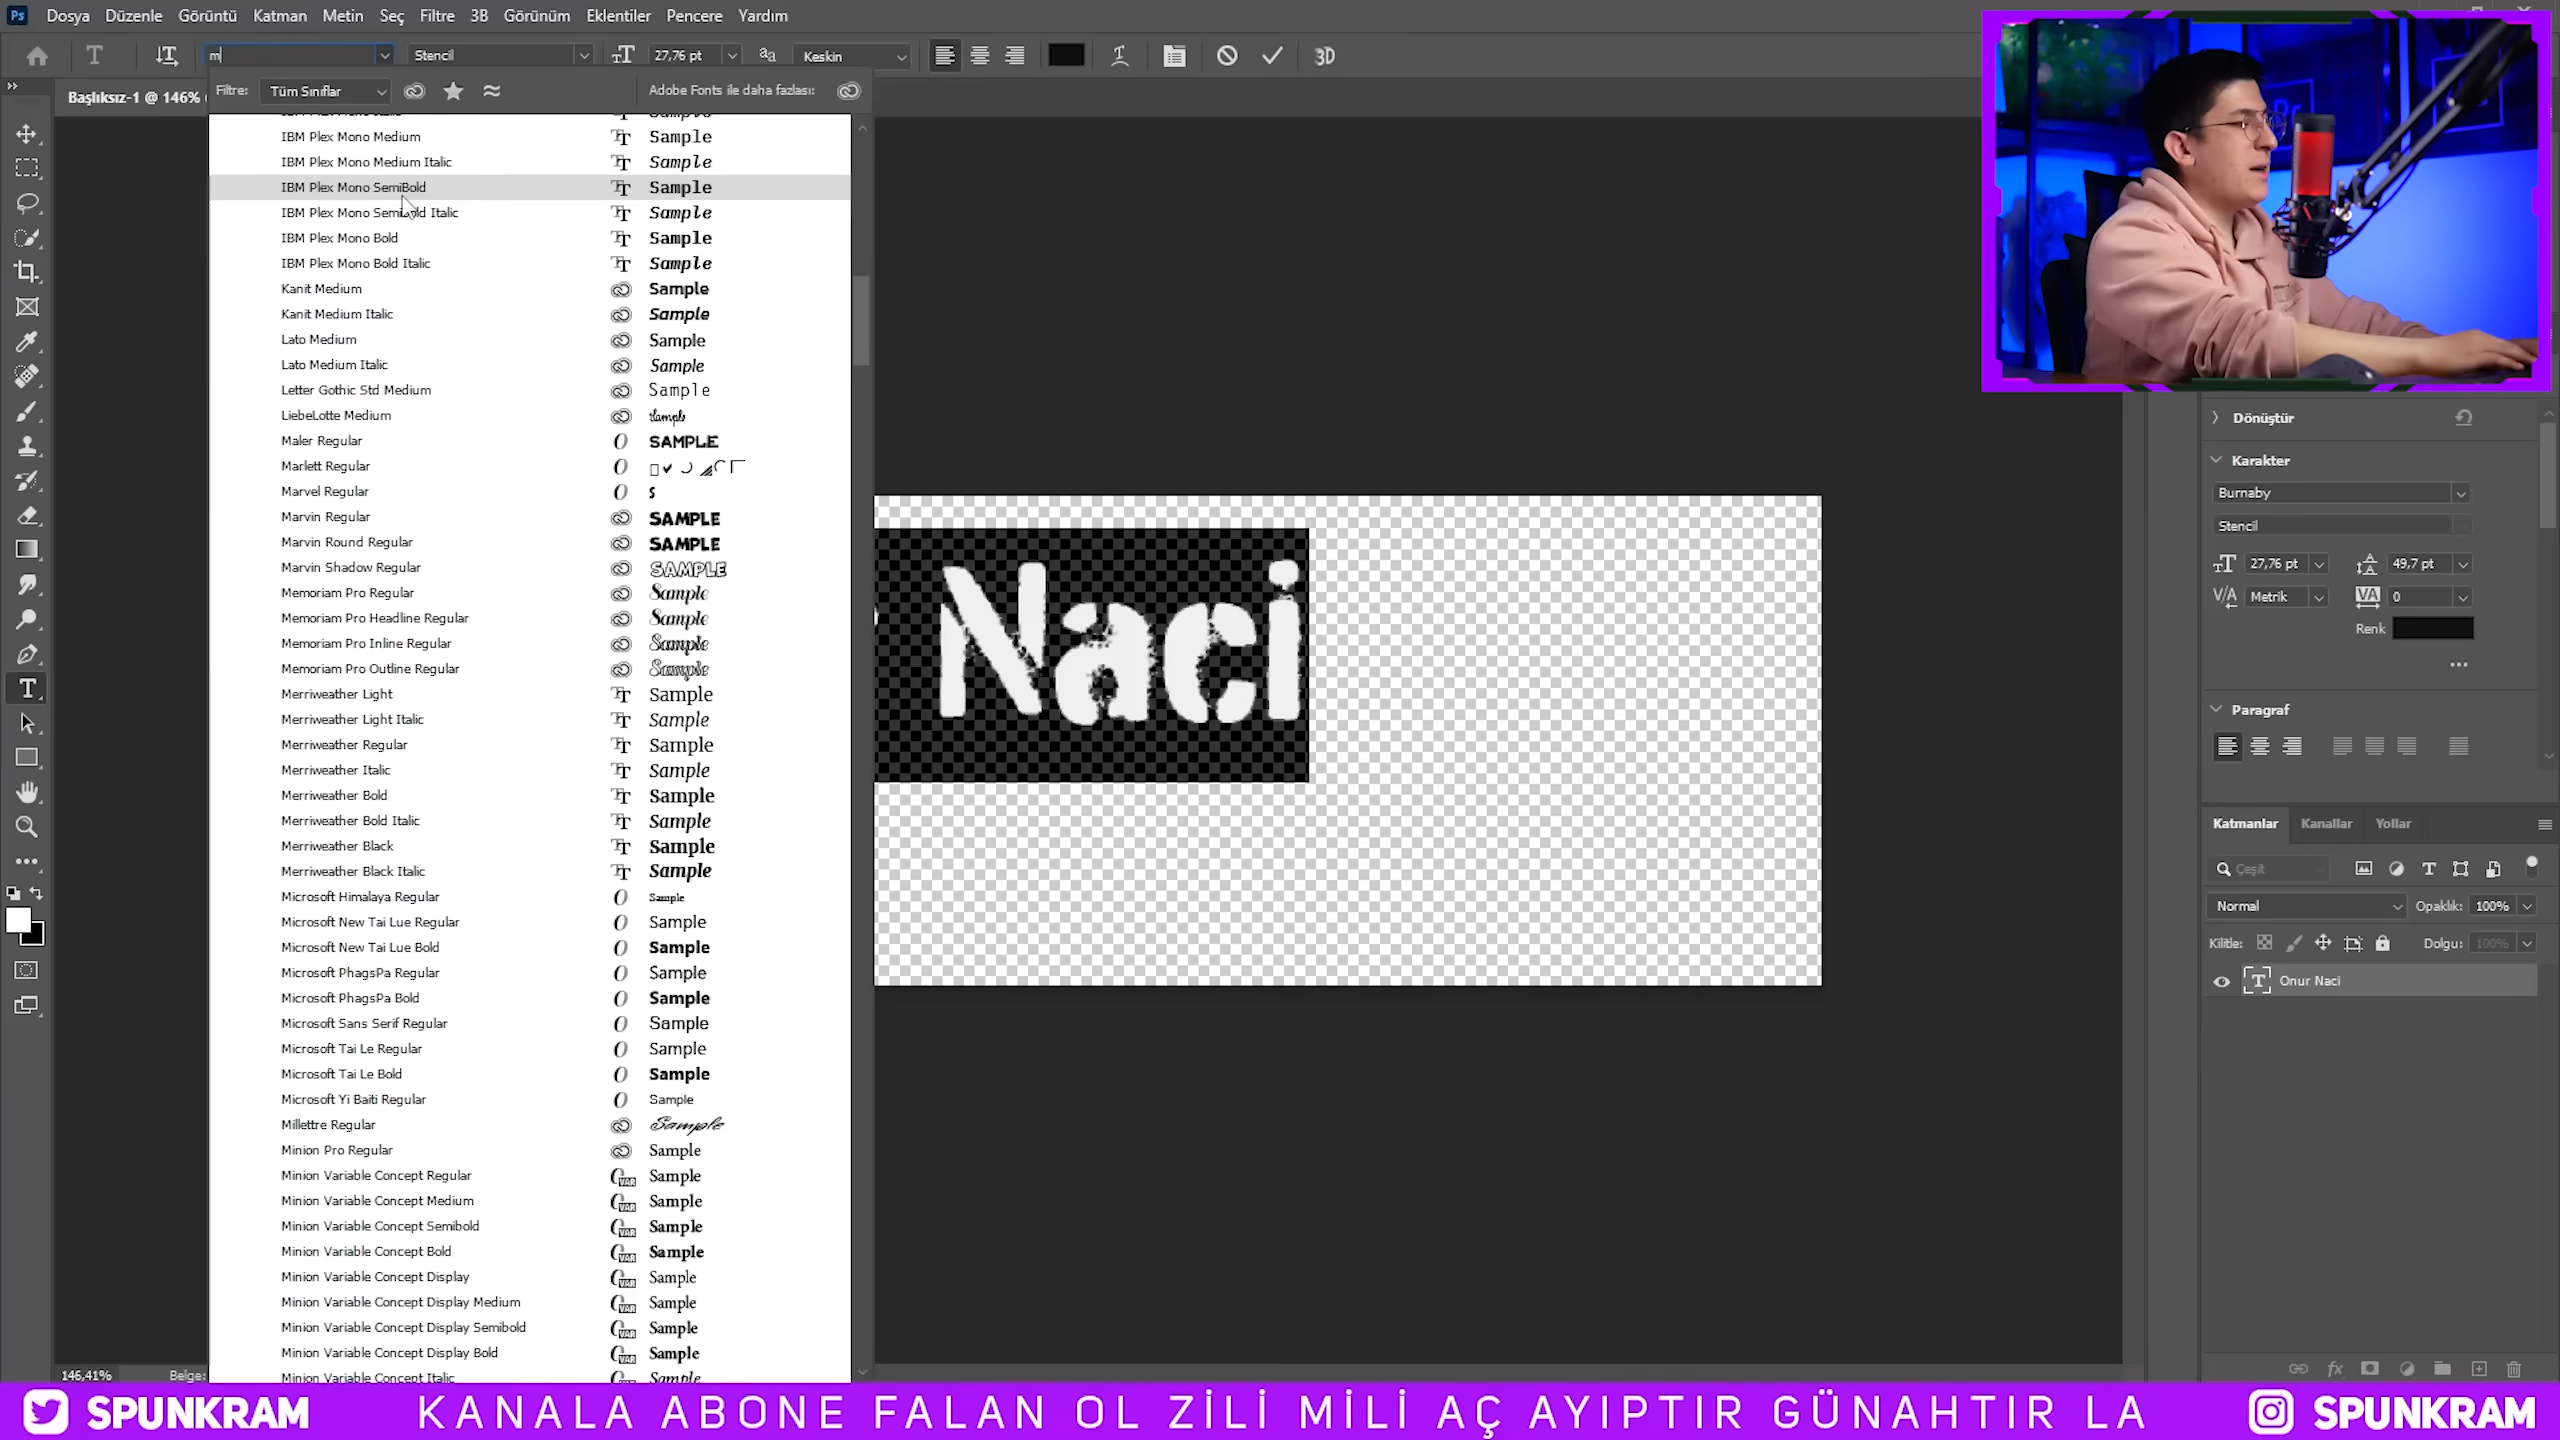 Ps Dosya Düzenle Görüntü Katman Metin Seç Filtre 3B Görünüm Eklentiler Pencere Yardım
m Stencil 27,76 pt aa Keskin 3D
Filtre: Tüm Sınıflar Adobe Fonts ile daha fazlası:
Başlıksız-1 @ 146%
IBM Plex Mono Medium Sample
IBM Plex Mono Medium Italic Sample
IBM Plex Mono SemiBold Sample
IBM Plex Mono SemiBold Italic Sample
IBM Plex Mono Bold Sample
IBM Plex Mono Bold Italic Sample
Kanit Medium Sample
Kanit Medium Italic Sample
Lato Medium Sample
Lato Medium Italic Sample
Letter Gothic Std Medium Sample
LiebeLotte Medium Sample
Maler Regular SAMPLE
Marlett Regular
Marvel Regular S
Marvin Regular SAMPLE
Marvin Round Regular SAMPLE
Marvin Shadow Regular SAMPLE
Memoriam Pro Regular Sample
Memoriam Pro Headline Regular Sample
Memoriam Pro Inline Regular Sample
Memoriam Pro Outline Regular Sample
Merriweather Light Sample
Merriweather Light Italic Sample
Merriweather Regular Sample
Merriweather Italic Sample
Merriweather Bold Sample
Merriweather Bold Italic Sample
Merriweather Black Sample
Merriweather Black Italic Sample
Microsoft Himalaya Regular Sample
Microsoft New Tai Lue Regular Sample
Microsoft New Tai Lue Bold Sample
Microsoft PhagsPa Regular Sample
Microsoft PhagsPa Bold Sample
Microsoft Sans Serif Regular Sample
Microsoft Tai Le Regular Sample
Microsoft Tai Le Bold Sample
Microsoft Yi Baiti Regular Sample
Millettre Regular Sample
Minion Pro Regular Sample
Minion Variable Concept Regular Sample
Minion Variable Concept Medium Sample
Minion Variable Concept Semibold Sample
Minion Variable Concept Bold Sample
Minion Variable Concept Display Sample
Minion Variable Concept Display Medium Sample
Minion Variable Concept Display Semibold Sample
Minion Variable Concept Display Bold Sample
Minion Variable Concept Italic Sample
Naci
Dönüştür
Karakter
Burnaby
Stencil
27,76 pt 49,7 pt
Metrik 0
Renk
Paragraf
Katmanlar Kanallar Yollar
Çeşit
Normal Opaklık: 100%
Kilitle: Dolgu: 100%
Onur Naci
146,41% Belge:
SPUNKRAM KANALA ABONE FALAN OL ZİLİ MİLİ AÇ AYIPTIR GÜNAHTIR LA SPUNKRAM